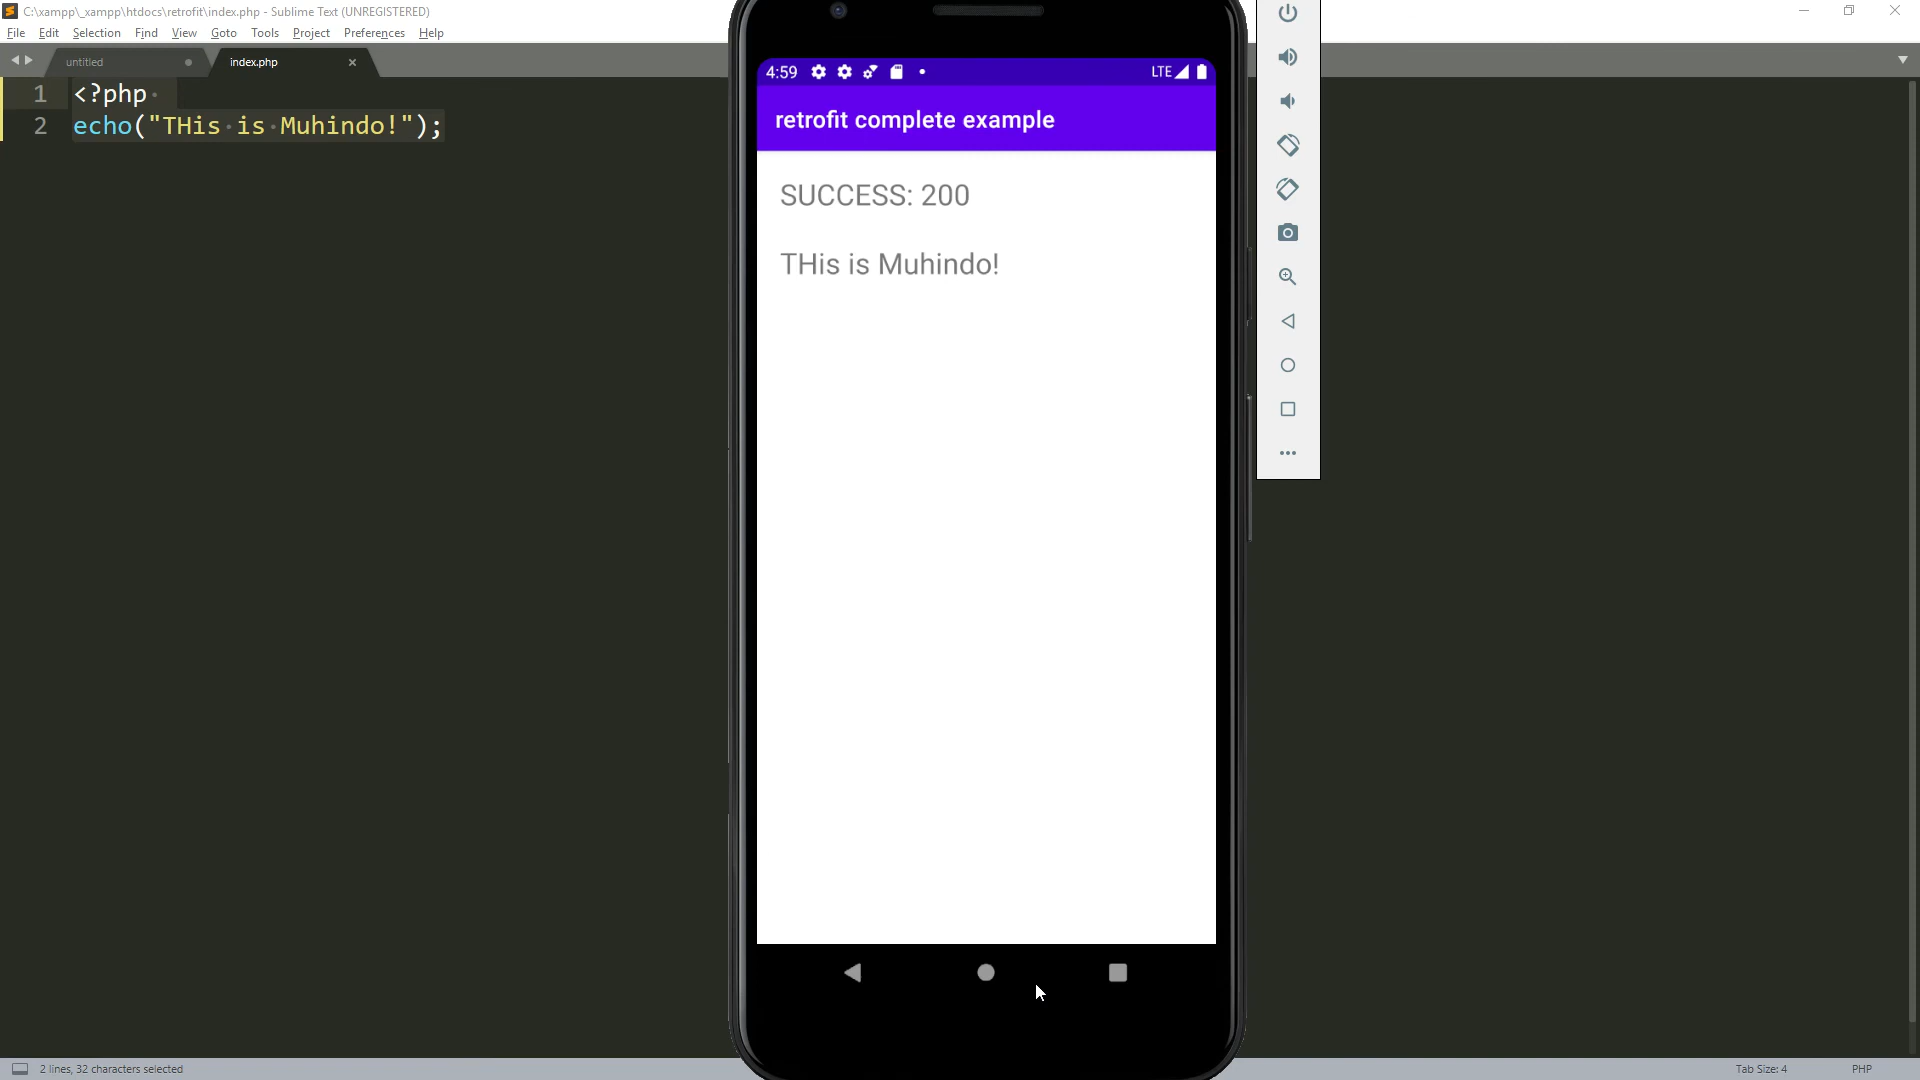 C:\xampp\_xampp\htdocs\retrofit\index.php - Sublime Text (UNREGISTERED)
File Edit Selection Find View Goto Tools Project Preferences Help
untitled
index.php
1 <?php
2 echo("THis is Muhindo!");
4:59
LTE
retrofit complete example
SUCCESS: 200
THis is Muhindo!
2 lines, 32 characters selected
Tab Size: 4
PHP